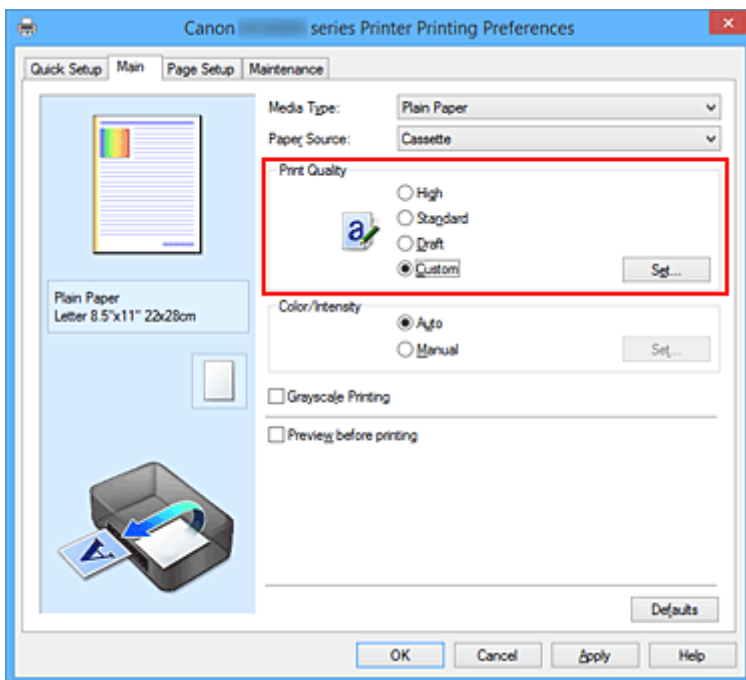 Canon series Printer Printing Preferences
Quick Setup Main Page Setup Maintenance
Media Type: Plain Paper
Paper Source: Cassette
Print Quality
High
Standard
Draft
Custom Set...
Plain Paper
Letter 8.5"x11" 22x28cm
Color/Intensity
Auto
Manual Set...
Grayscale Printing
Preview before printing
Defaults
OK Cancel Apply Help